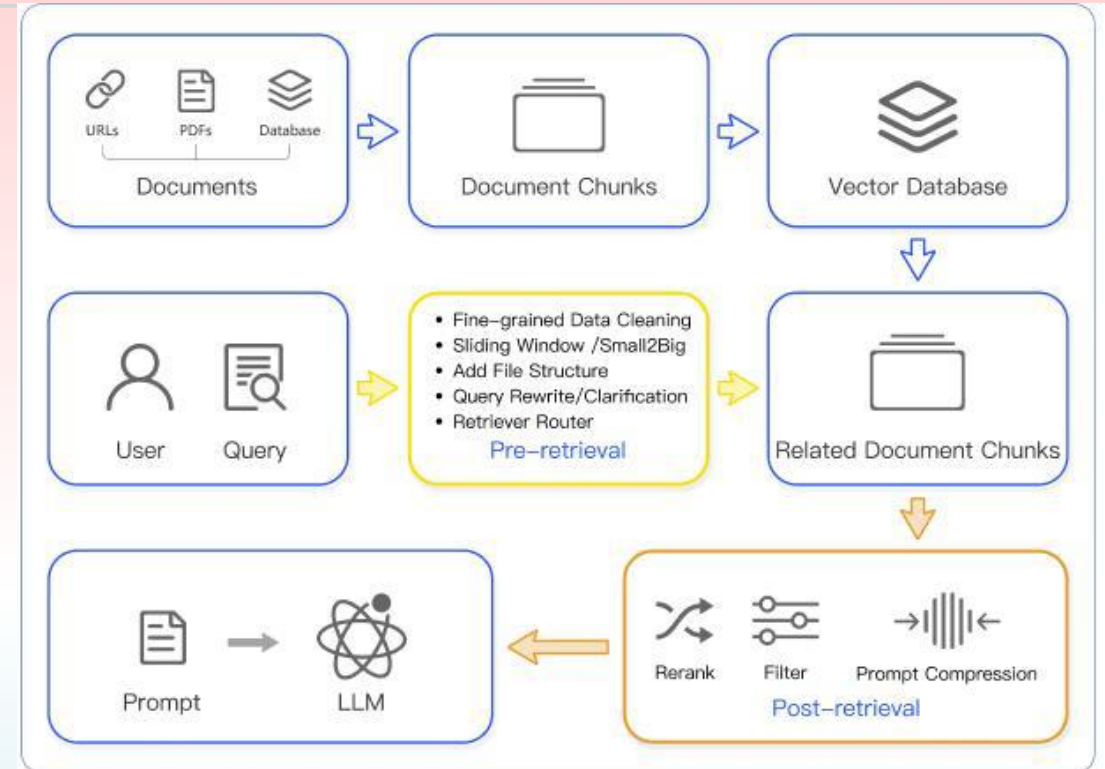 URLs
PDFs
Database
Documents
Document Chunks
Vector Database
User
Query
• Fine-grained Data Cleaning
• Sliding Window /Small2Big
• Add File Structure
• Query Rewrite/Clarification
• Retriever Router
Pre-retrieval
Related Document Chunks
Prompt
LLM
Rerank
Filter
Prompt Compression
Post-retrieval